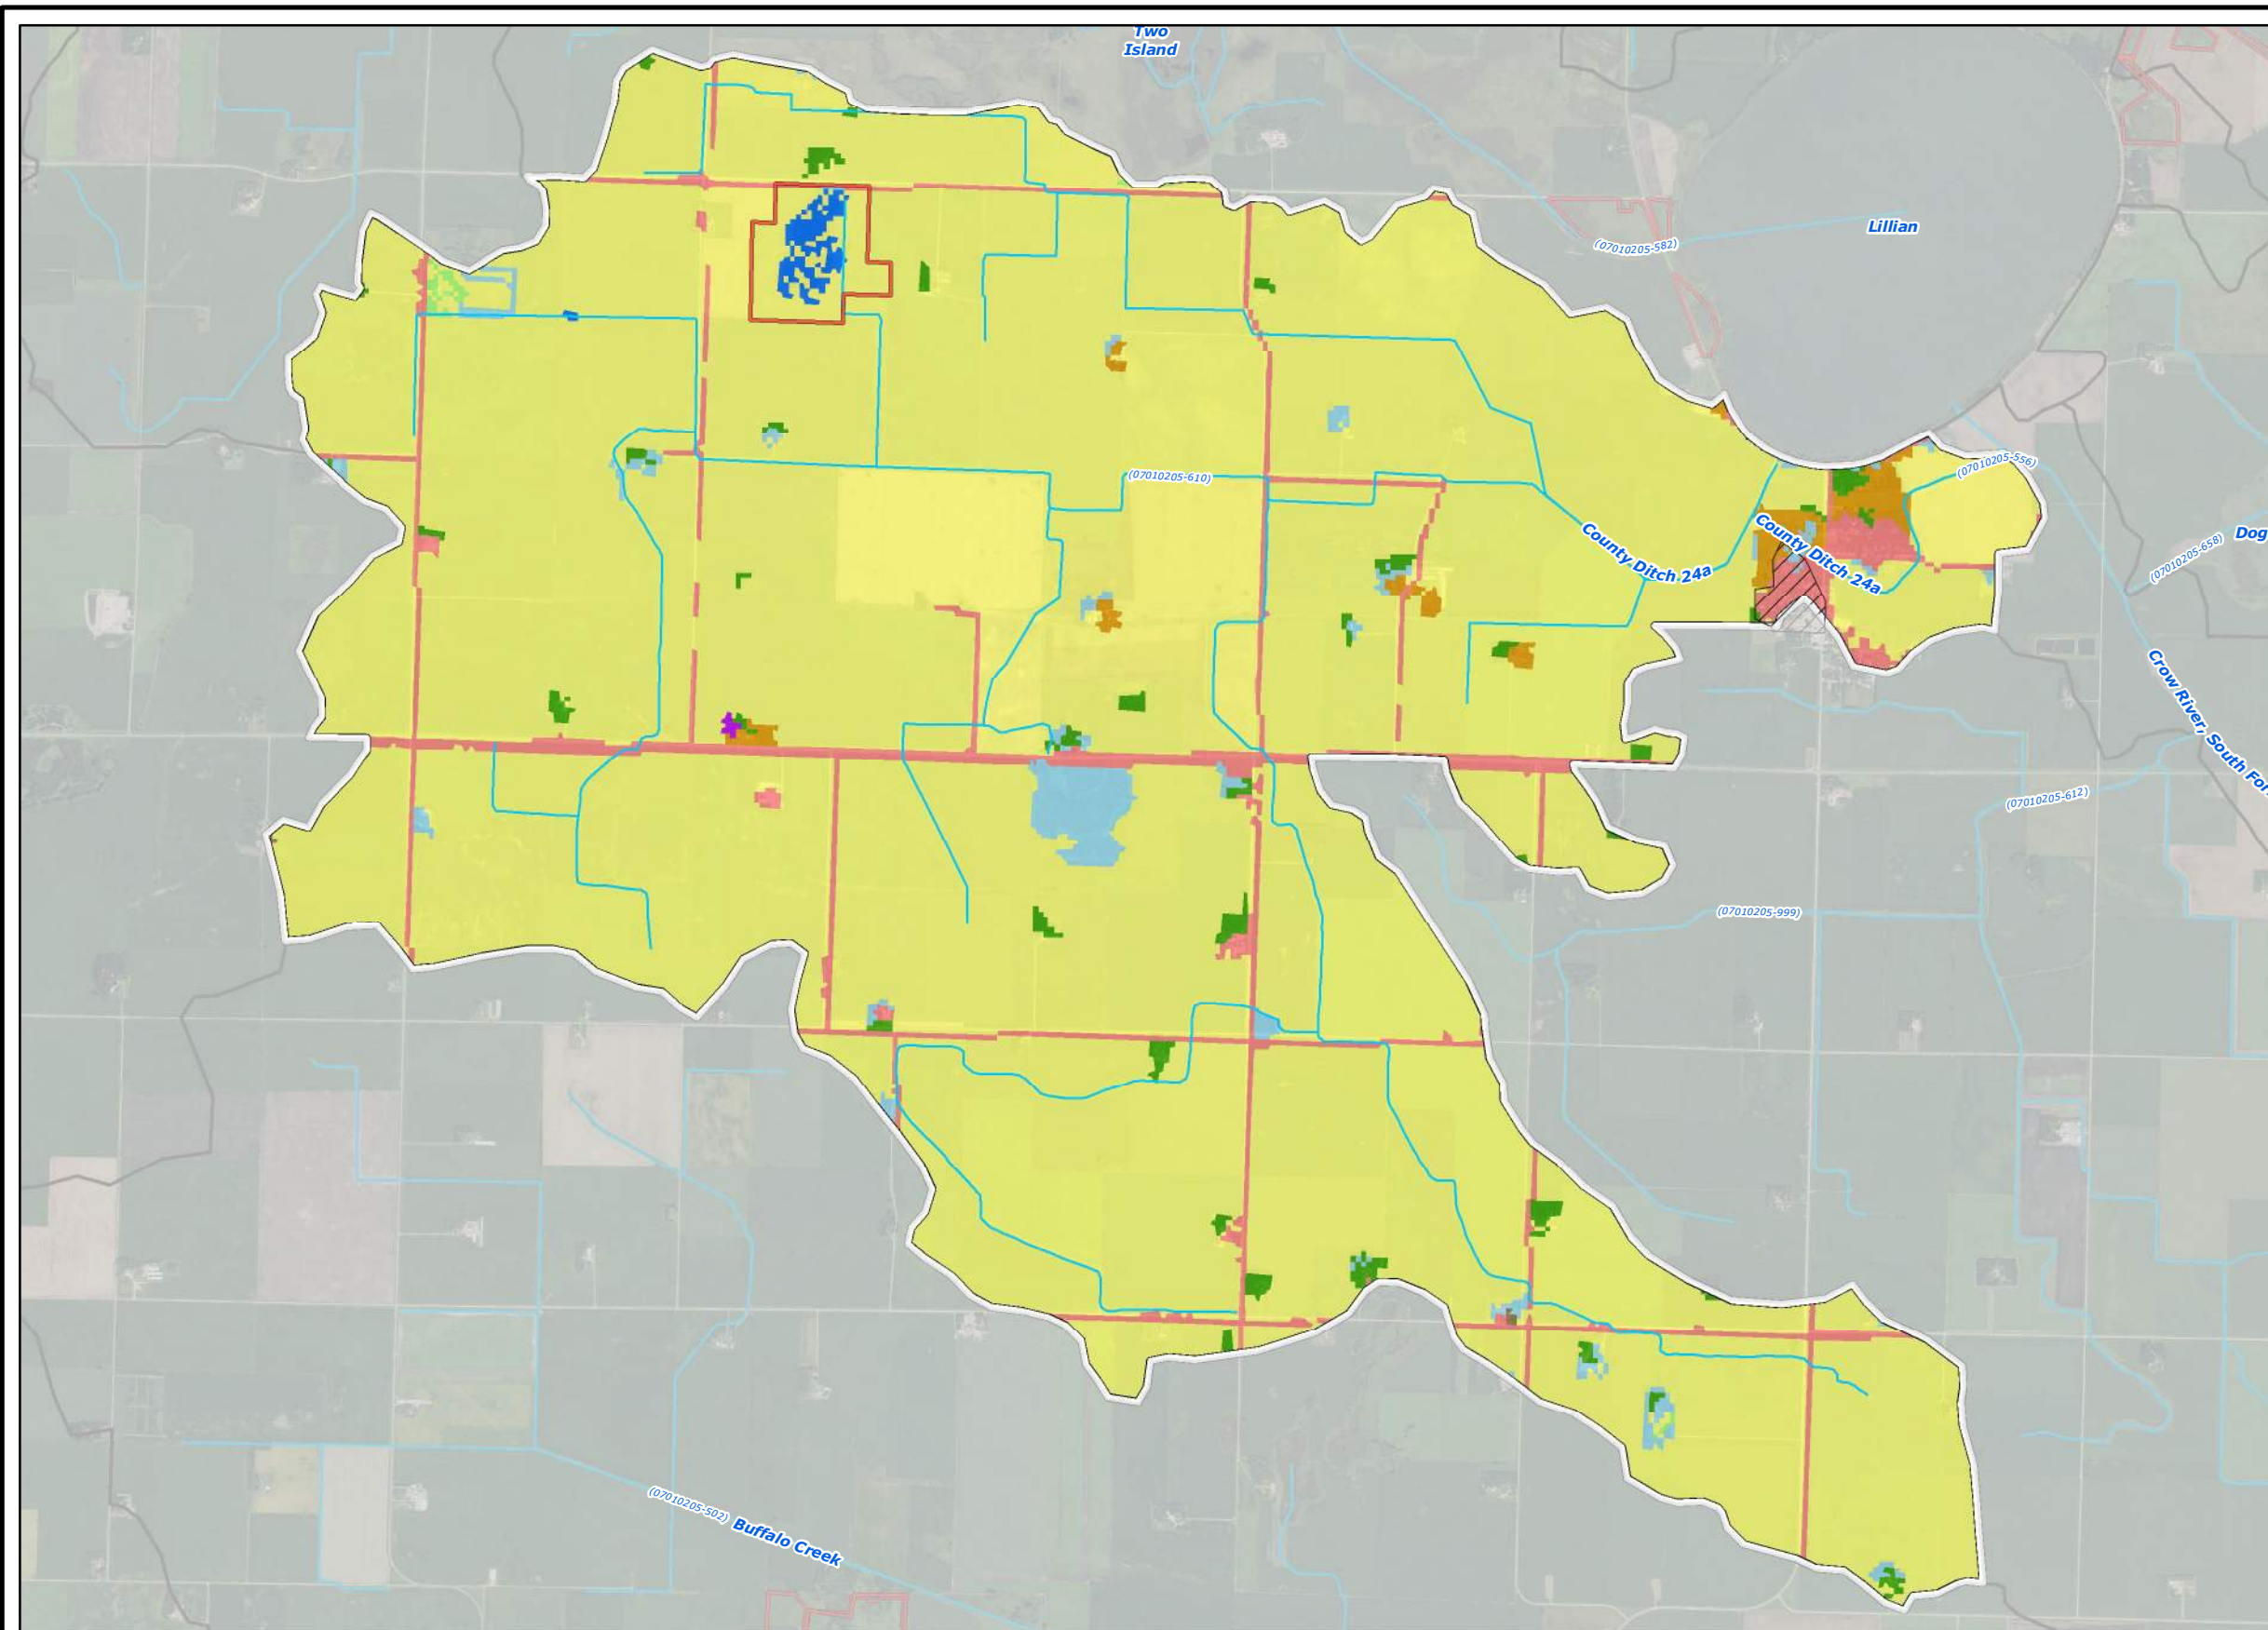 Two
Island
Lillian
(07010205-582)
(07010205-556)
(07010205-610)
County Ditch 24a
County Ditch 24a
Dog
(07010205-658)
Crow River, South For
(07010205-612)
(07010205-999)
(07010205-502)
Buffalo Creek